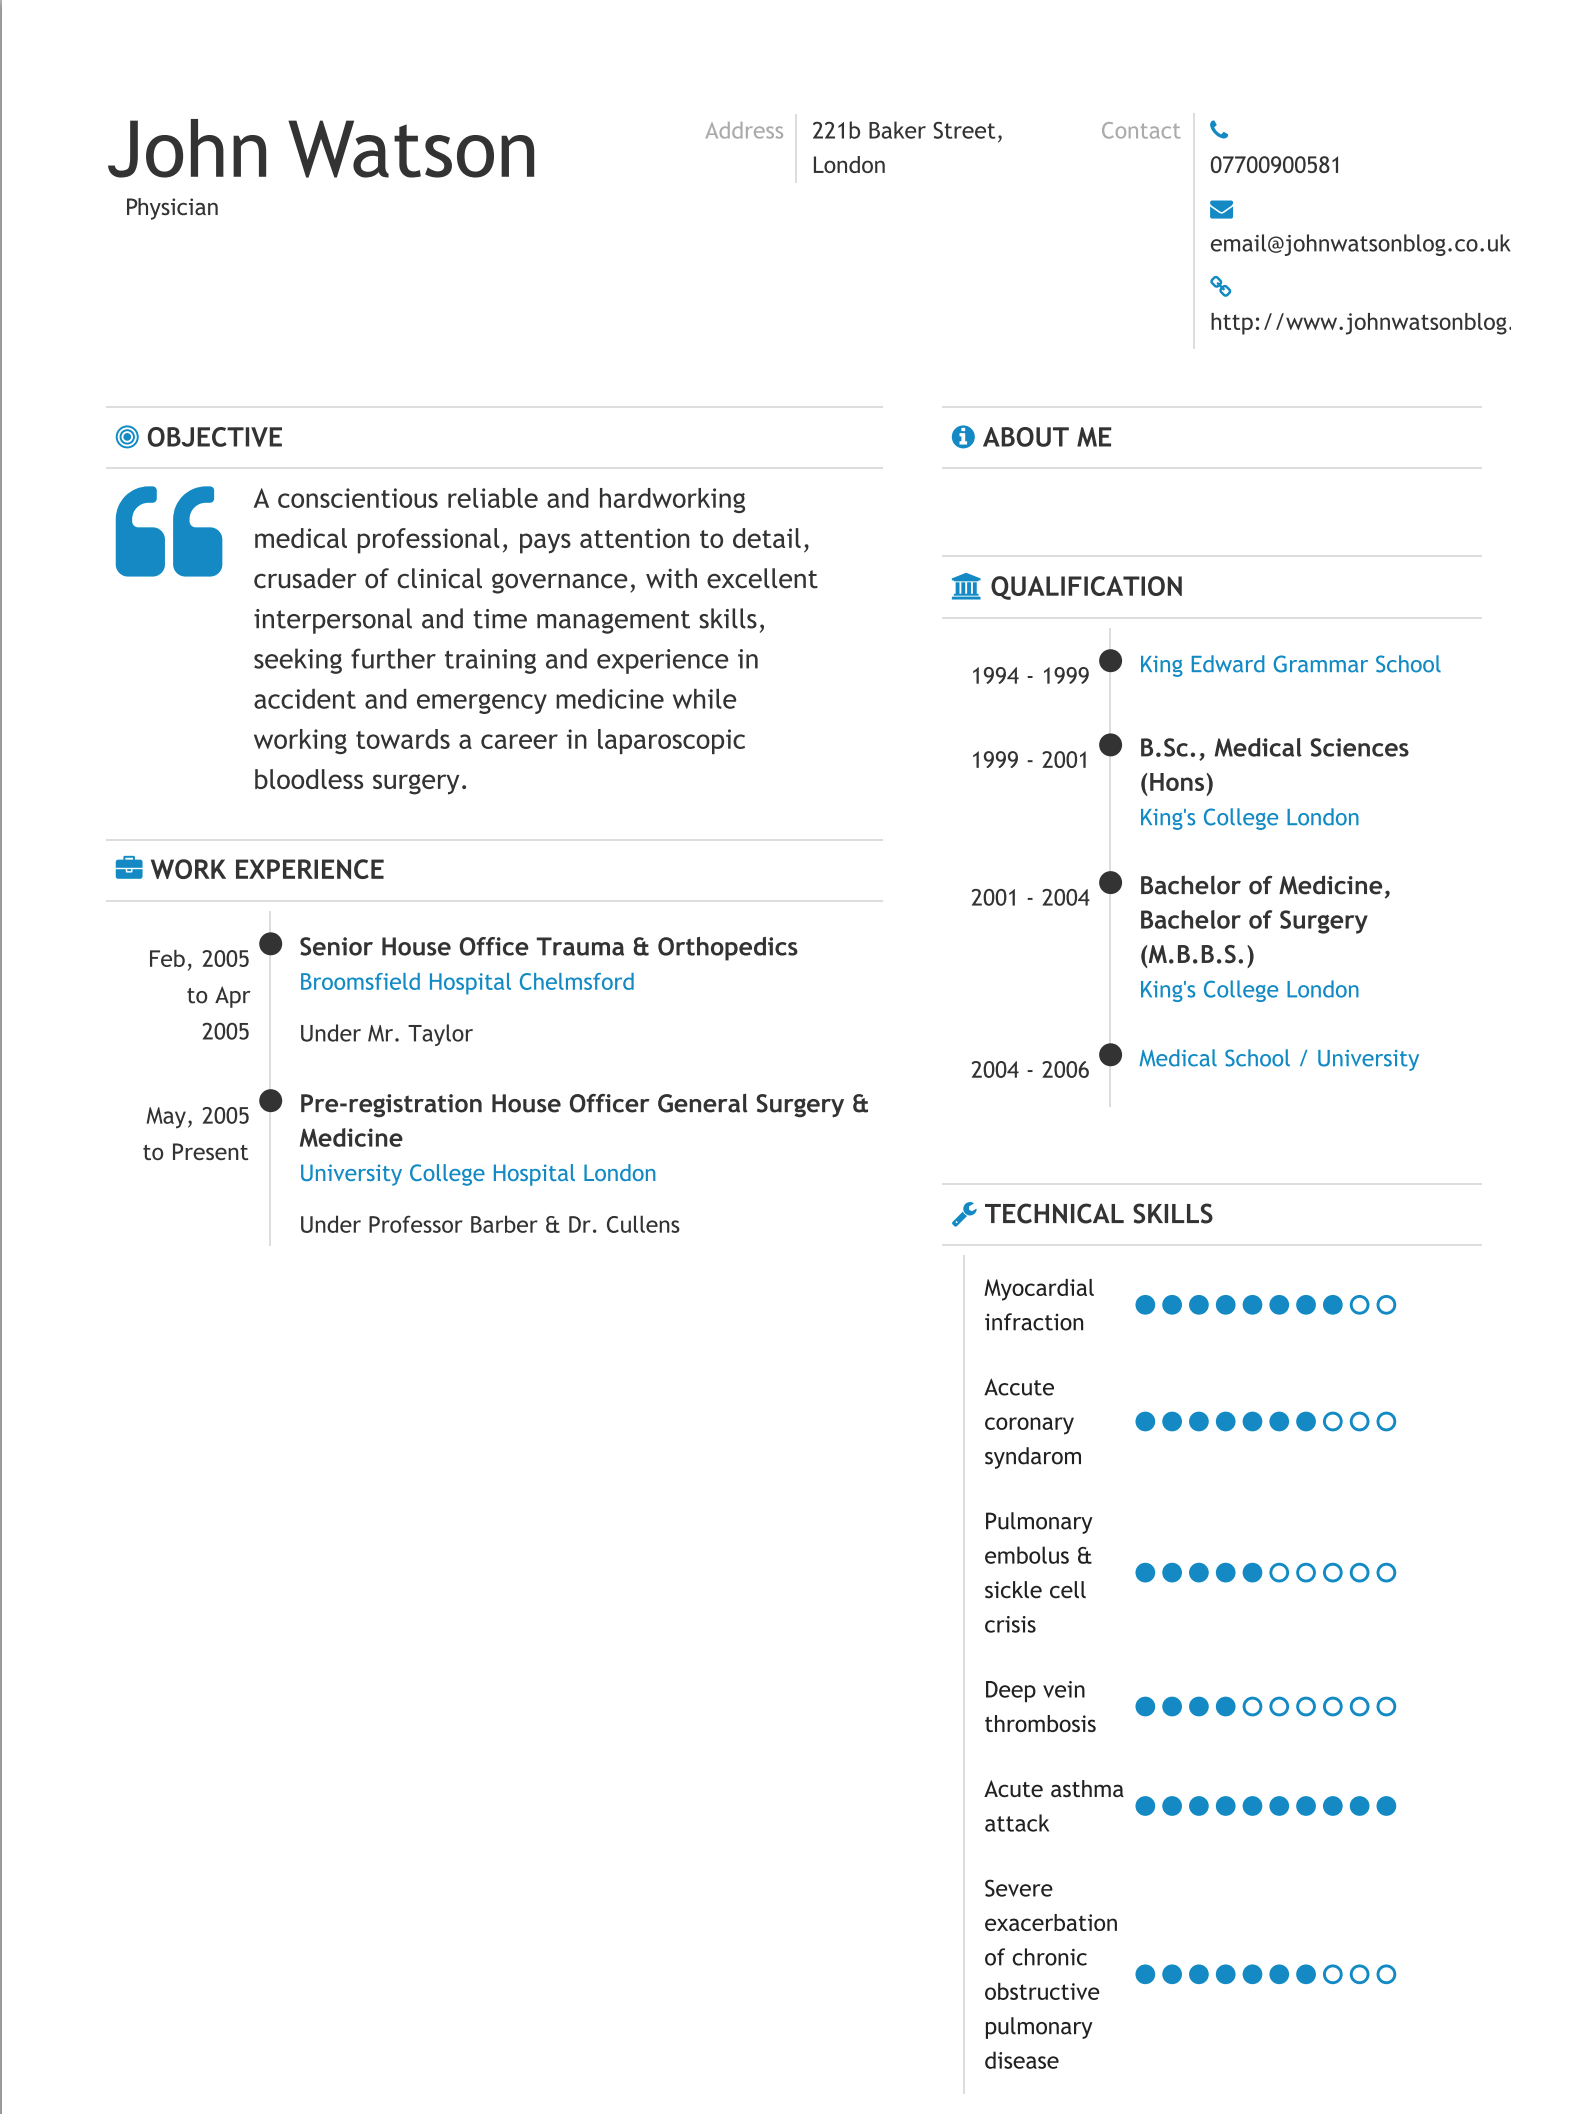 John Watson
Physician
Address
221b Baker Street,
London
Contact
07700900581
email@johnwatsonblog.co.uk
http://www.johnwatsonblog.
OBJECTIVE
A conscientious reliable and hardworking
medical professional, pays attention to detail,
crusader of clinical governance, with excellent
interpersonal and time management skills,
seeking further training and experience in
accident and emergency medicine while
working towards a career in laparoscopic
bloodless surgery.
WORK EXPERIENCE
Feb, 2005
to Apr
2005
Senior House Office Trauma & Orthopedics
Broomsfield Hospital Chelmsford
Under Mr. Taylor
May, 2005
to Present
Pre-registration House Officer General Surgery &
Medicine
University College Hospital London
Under Professor Barber & Dr. Cullens
ABOUT ME
QUALIFICATION
1994 - 1999
King Edward Grammar School
1999 - 2001
B.Sc., Medical Sciences
(Hons)
King's College London
2001 - 2004
Bachelor of Medicine,
Bachelor of Surgery
(M.B.B.S.)
King's College London
2004 - 2006
Medical School / University
TECHNICAL SKILLS
Myocardial
infraction
Accute
coronary
syndarom
Pulmonary
embolus &
sickle cell
crisis
Deep vein
thrombosis
Acute asthma
attack
Severe
exacerbation
of chronic
obstructive
pulmonary
disease